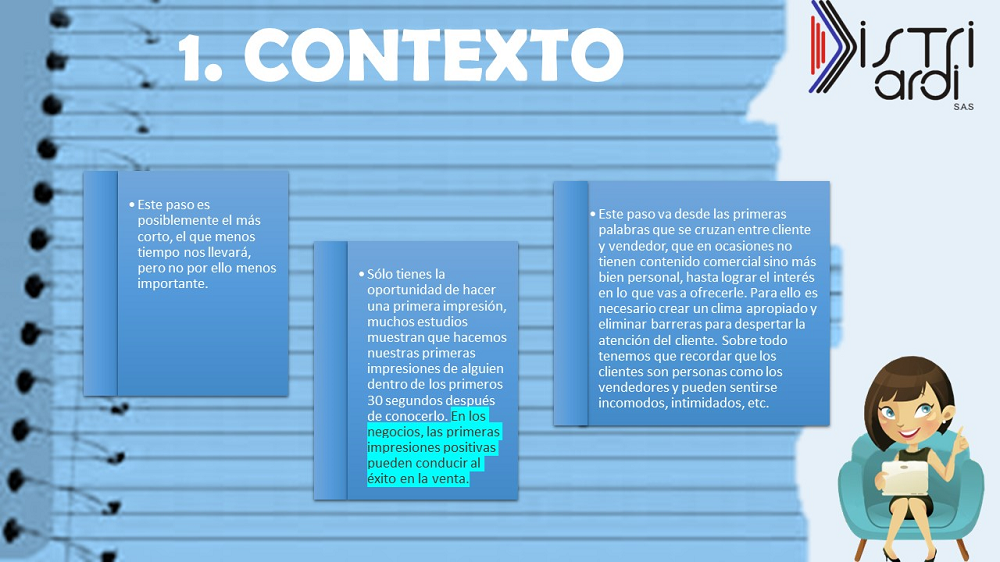 1. CONTEXTO
Distri
ardi
S.A.S
• Este paso es
posiblemente el más
corto, el que menos
tiempo nos llevará,
pero no por ello menos
importante.
• Sólo tienes la
oportunidad de hacer
una primera impresión,
muchos estudios
muestran que hacemos
nuestras primeras
impresiones de alguien
dentro de los primeros
30 segundos después
de conocerlo. En los
negocios, las primeras
impresiones positivas
pueden conducir al
éxito en la venta.
• Este paso va desde las primeras
palabras que se cruzan entre cliente
y vendedor, que en ocasiones no
tienen contenido comercial sino más
bien personal, hasta lograr el interés
en lo que vas a ofrecerle. Para ello es
necesario crear un clima apropiado y
eliminar barreras para despertar la
atención del cliente. Sobre todo
tenemos que recordar que los
clientes son personas como los
vendedores y pueden sentirse
incomodos, intimidados, etc.